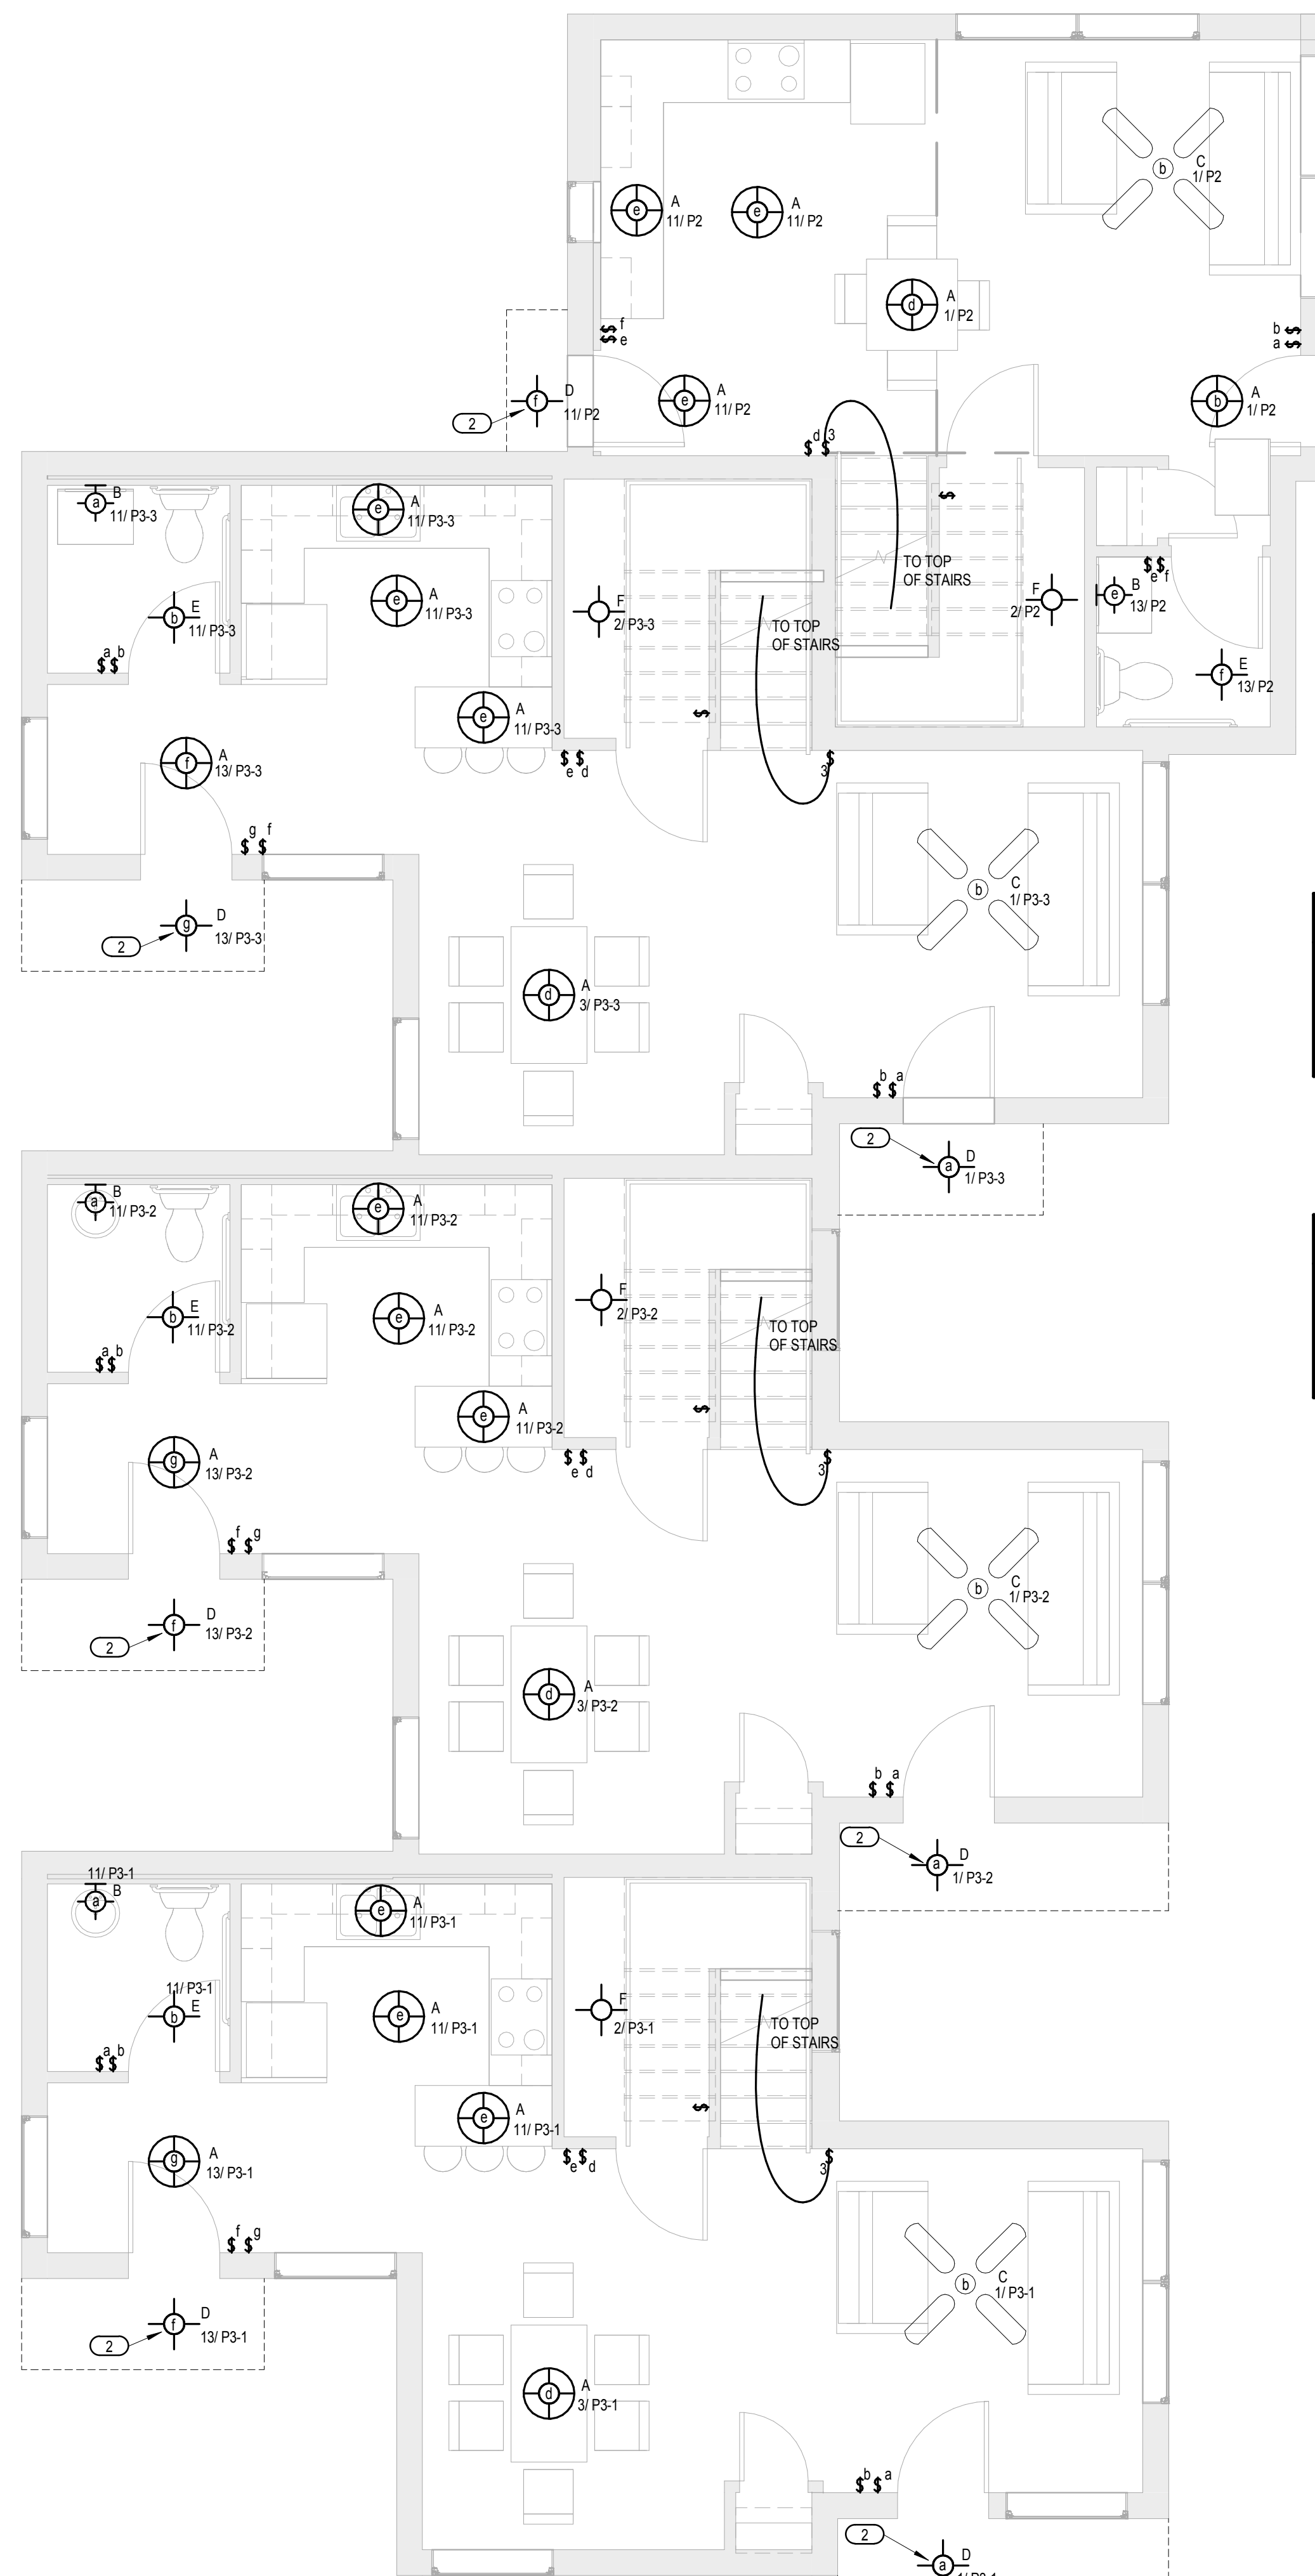 b
C
1/ P2
e
A
11/ P2
e
A
11/ P2
d
A
1/ P2
$ f
$ e
b $
a $
2
f
D
11/ P2
e
A
11/ P2
b
A
1/ P2
$d $3
$
TO TOP
OF STAIRS
F
2/ P2
$e $f
e
B
13/ P2
f
E
13/ P2
a
B
11/ P3-3
e
A
11/ P3-3
e
A
11/ P3-3
b
E
11/ P3-3
F
2/ P3-3
TO TOP
OF STAIRS
$a $b
e
A
11/ P3-3
$
$e $d
$3
f
A
13/ P3-3
$g $f
b
C
1/ P3-3
2
g
D
13/ P3-3
d
A
3/ P3-3
$b $a
2
a
D
1/ P3-3
a
B
11/ P3-2
e
A
11/ P3-2
b
E
11/ P3-2
e
A
11/ P3-2
F
2/ P3-2
TO TOP
OF STAIRS
$a $b
e
A
11/ P3-2
$
$e $d
$3
g
A
13/ P3-2
$f $g
b
C
1/ P3-2
2
f
D
13/ P3-2
d
A
3/ P3-2
$b $a
2
a
D
1/ P3-2
11/ P3-1
a
B
e
A
11/ P3-1
11/ P3-1
b
E
e
A
11/ P3-1
F
2/ P3-1
TO TOP
OF STAIRS
$a $b
e
A
11/ P3-1
$
$e $d
$3
g
A
13/ P3-1
$f $g
b
C
1/ P3-1
2
f
D
13/ P3-1
d
A
3/ P3-1
$b $a
2
a
D
1/ P3-1